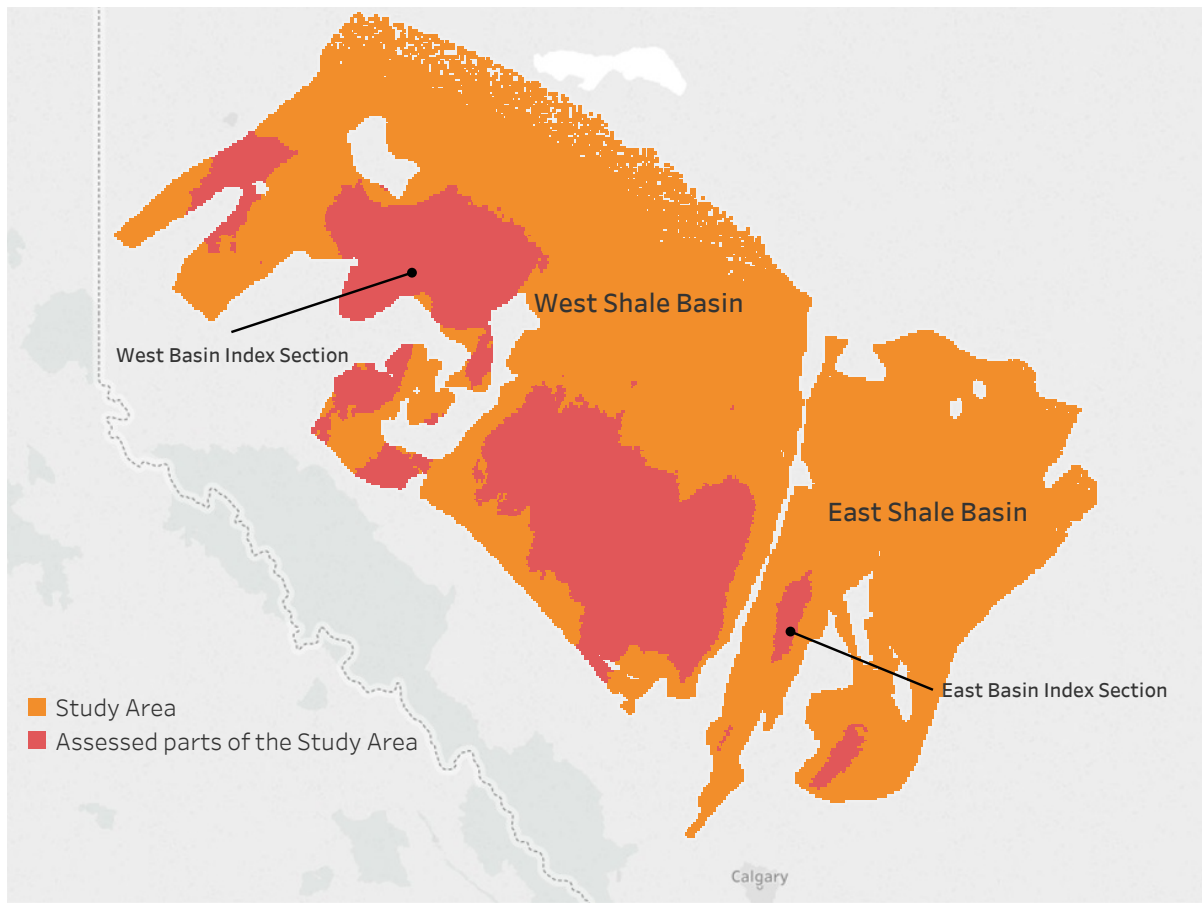 West Shale Basin
West Basin Index Section
East Shale Basin
East Basin Index Section
Study Area
Assessed parts of the Study Area
Calgary